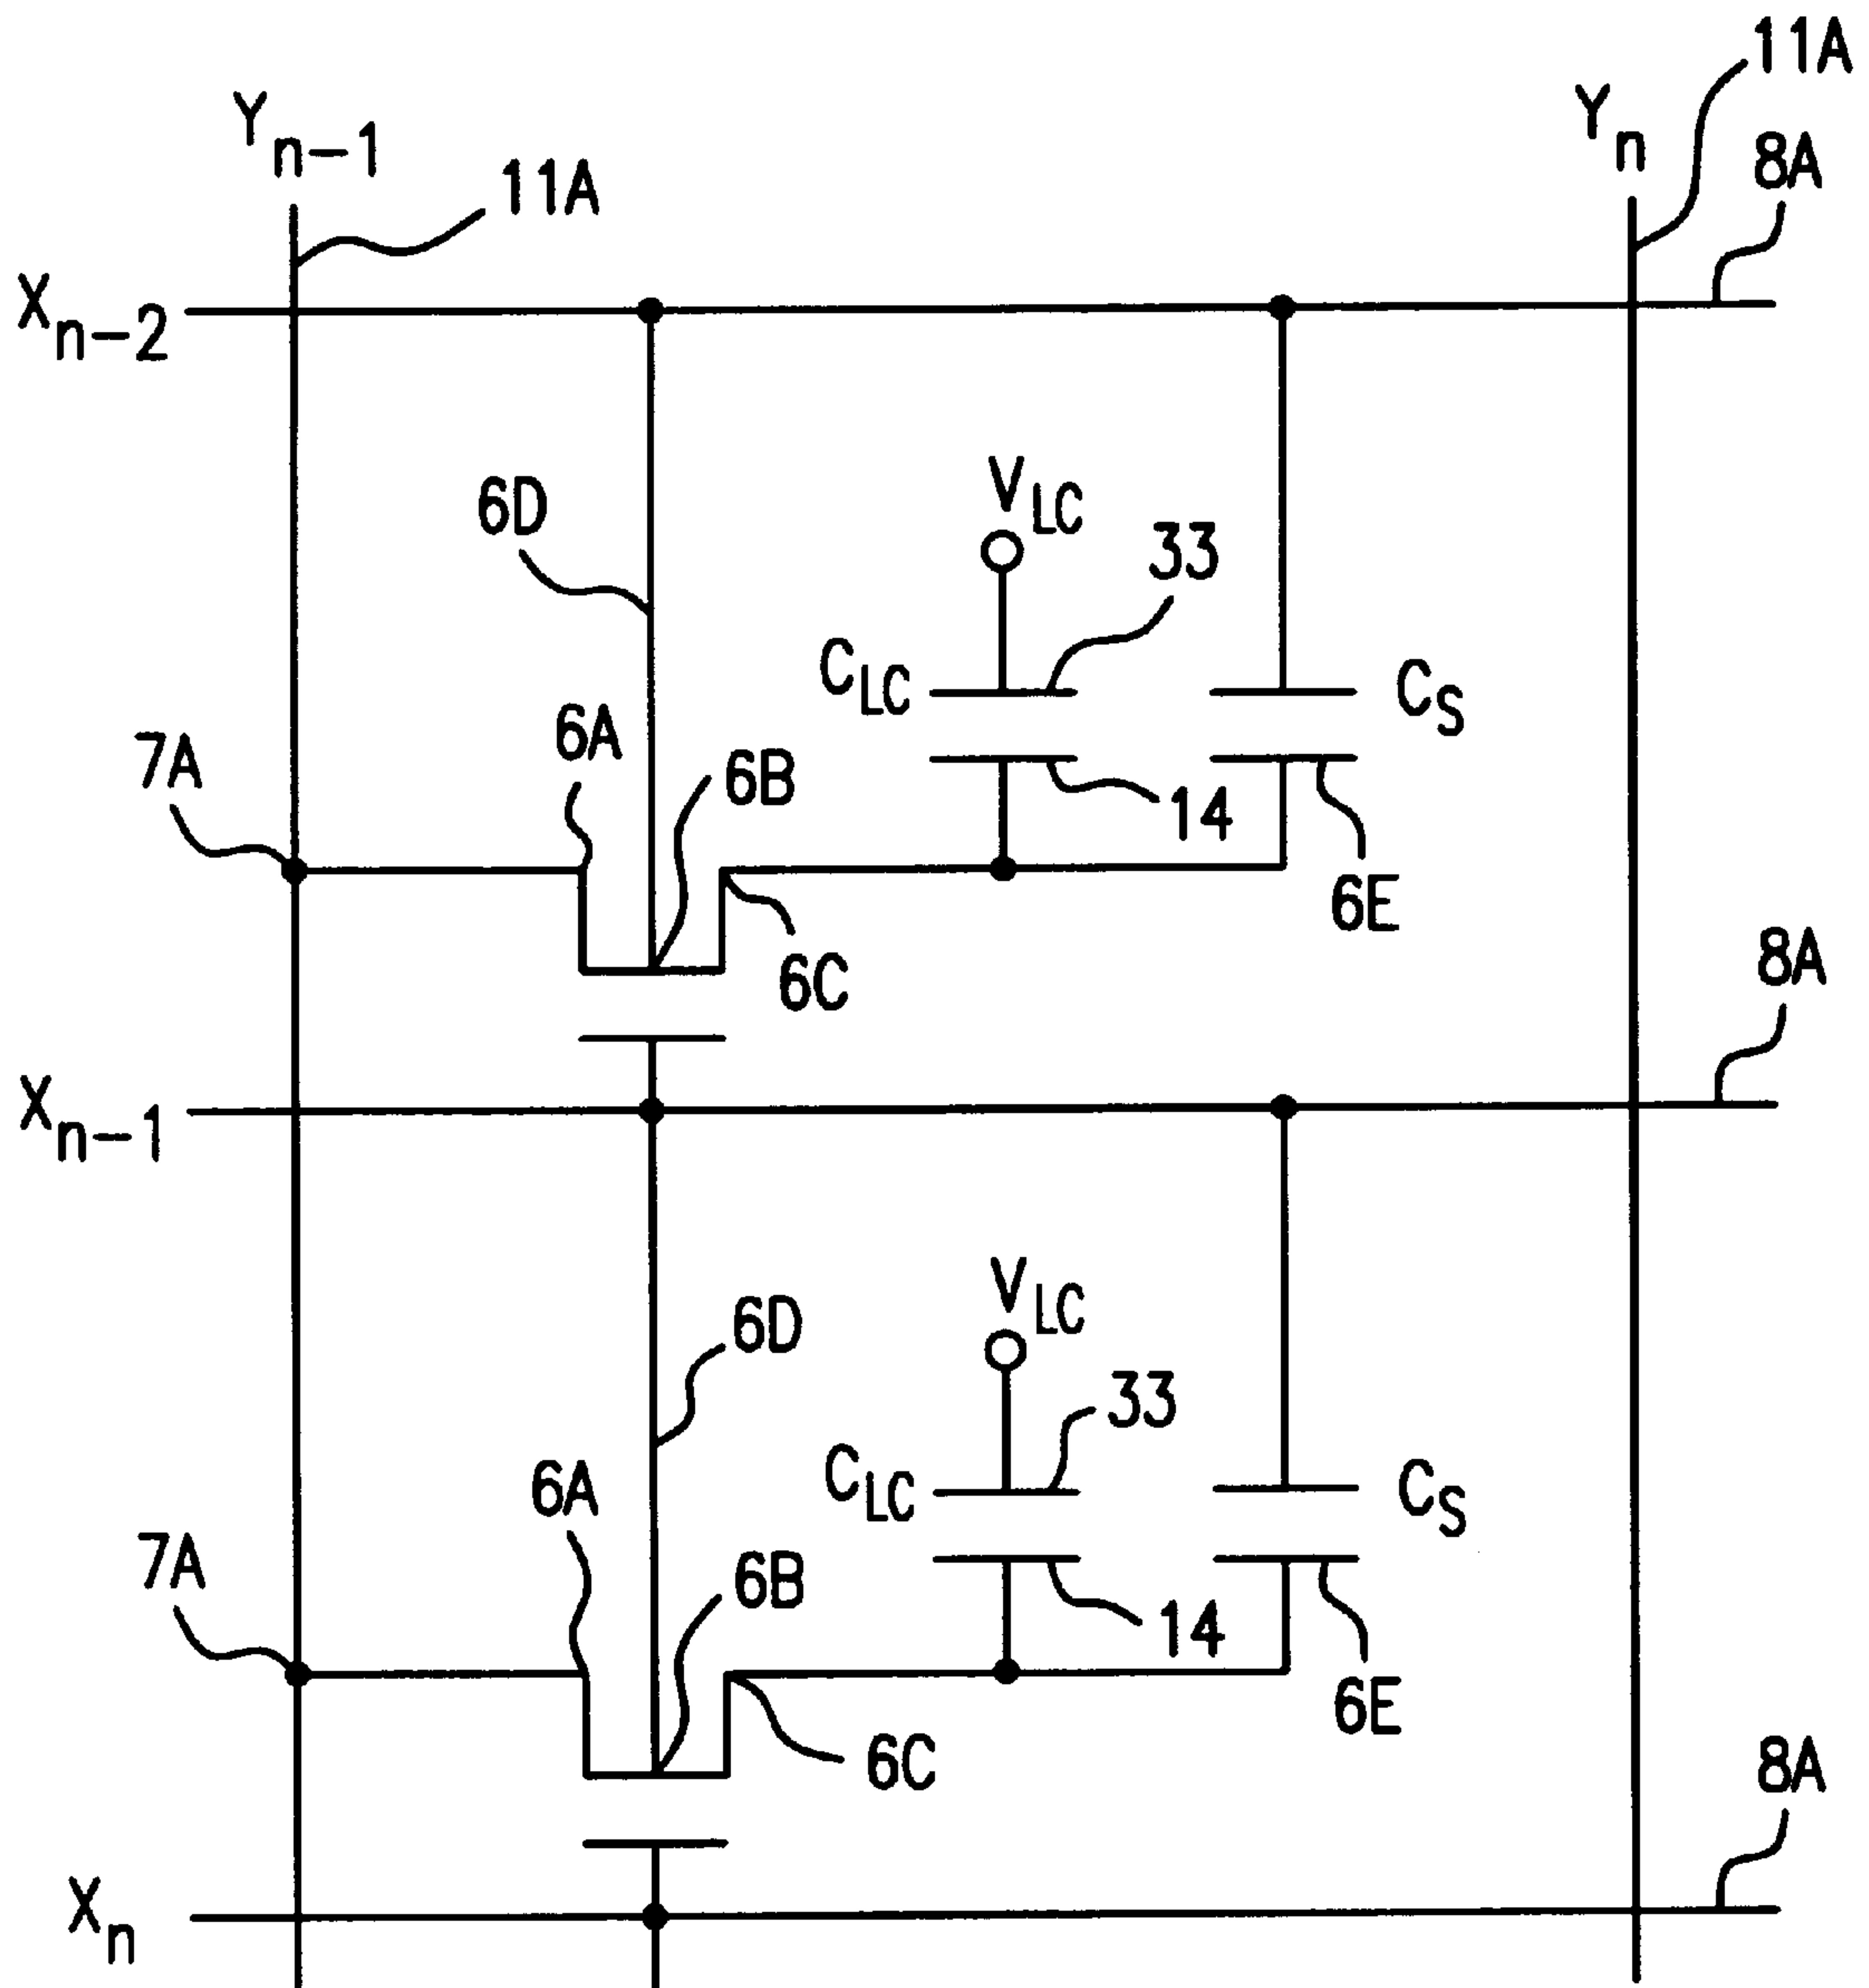 11A
Yn-1
Yn
11A
8A
Xn-2
VLC
6D
33
CLC
CS
6A
7A
6B
14
6E
8A
6C
Xn-1
VLC
6D
33
CLC
CS
6A
7A
6B
14
6E
6C
8A
Xn